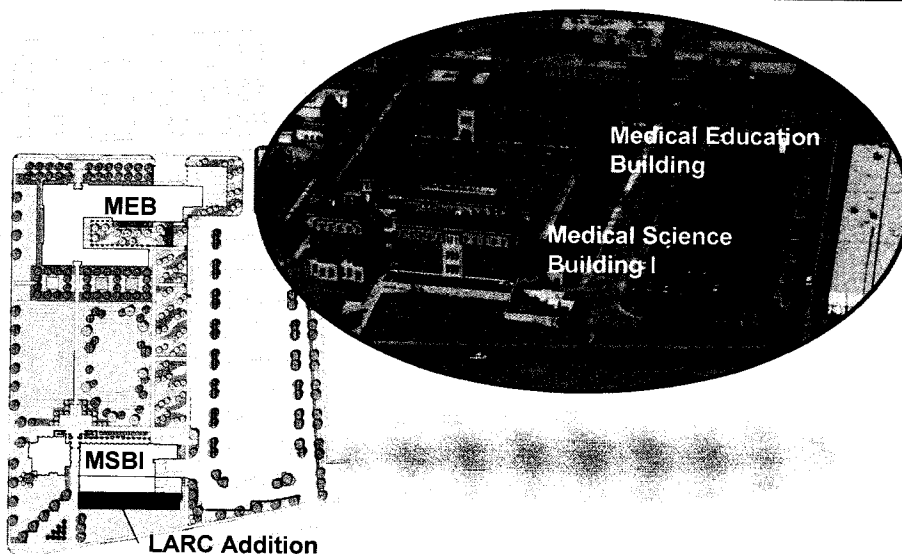 Medical Education
Building
Medical Science
Building I
MEB
MSBI
LARC Addition